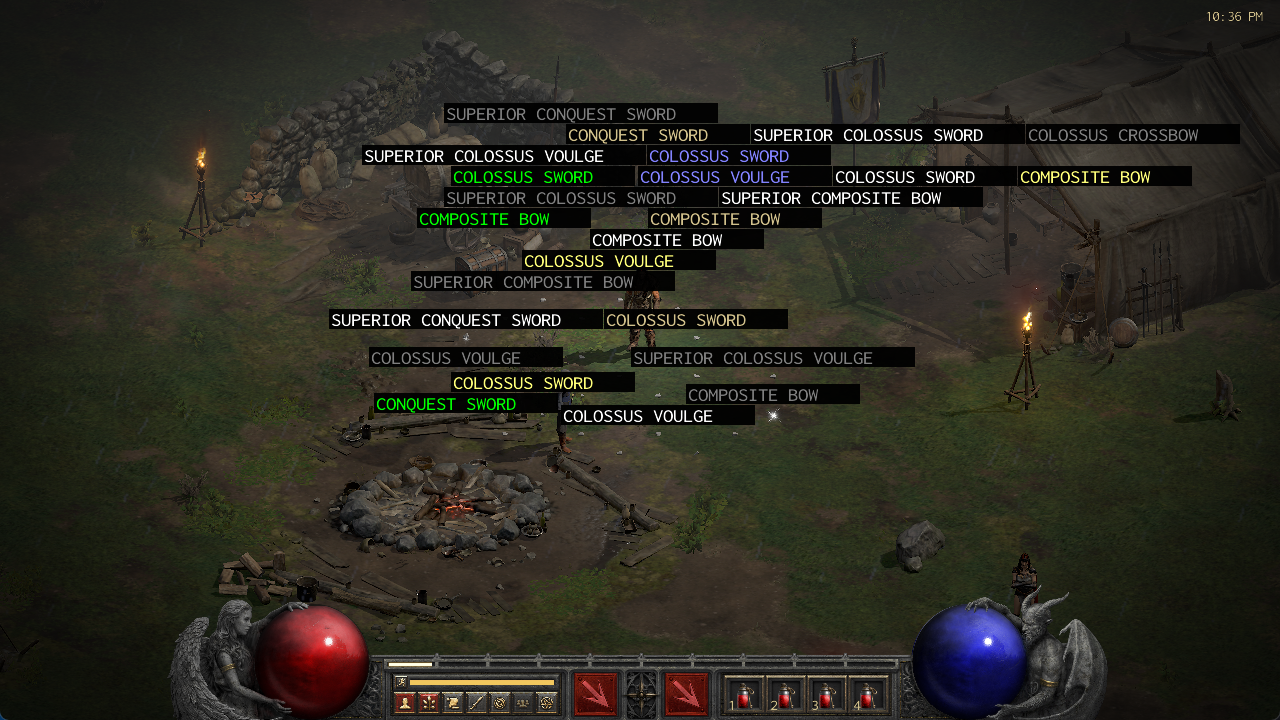 10:36 PM
SUPERIOR CONQUEST SWORD
CONQUEST SWORD SUPERIOR COLOSSUS SWORD COLOSSUS CROSSBOW
SUPERIOR COLOSSUS VOULGE COLOSSUS SWORD
COLOSSUS SWORD COLOSSUS VOULGE COLOSSUS SWORD COMPOSITE BOW
SUPERIOR COLOSSUS SWORD SUPERIOR COMPOSITE BOW
COMPOSITE BOW COMPOSITE BOW
COMPOSITE BOW
COLOSSUS VOULGE
SUPERIOR COMPOSITE BOW
SUPERIOR CONQUEST SWORD COLOSSUS SWORD
COLOSSUS VOULGE SUPERIOR COLOSSUS VOULGE
COLOSSUS SWORD
COMPOSITE BOW
CONQUEST SWORD
COLOSSUS VOULGE
1 2 3 4